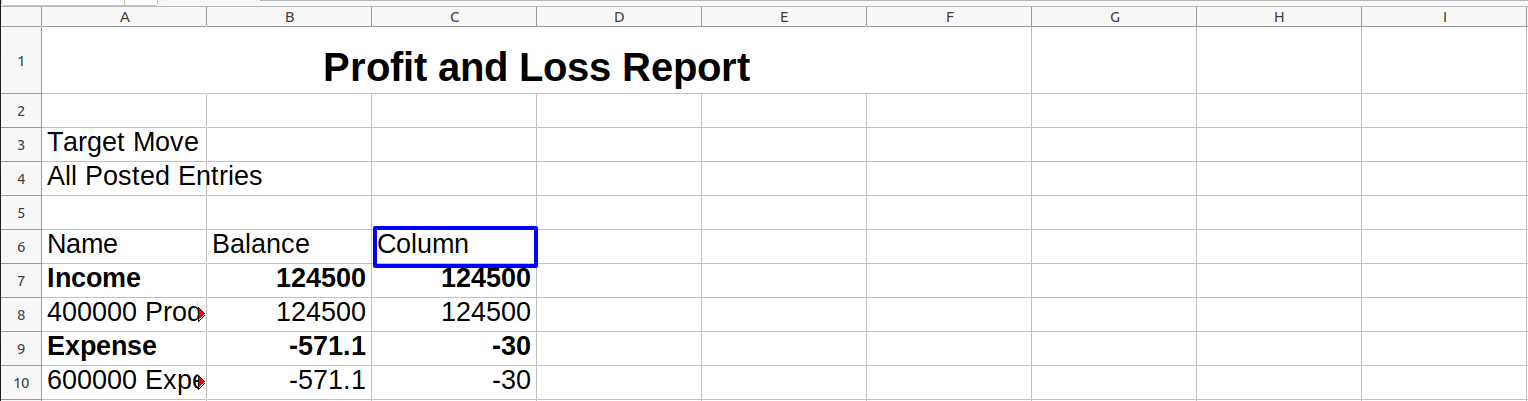 A B C D E F G H I
1 Profit and Loss Report
2
3 Target Move
4 All Posted Entries
5
6 Name Balance Column
7 Income 124500 124500
8 400000 Prod 124500 124500
9 Expense -571.1 -30
10 600000 Expe -571.1 -30